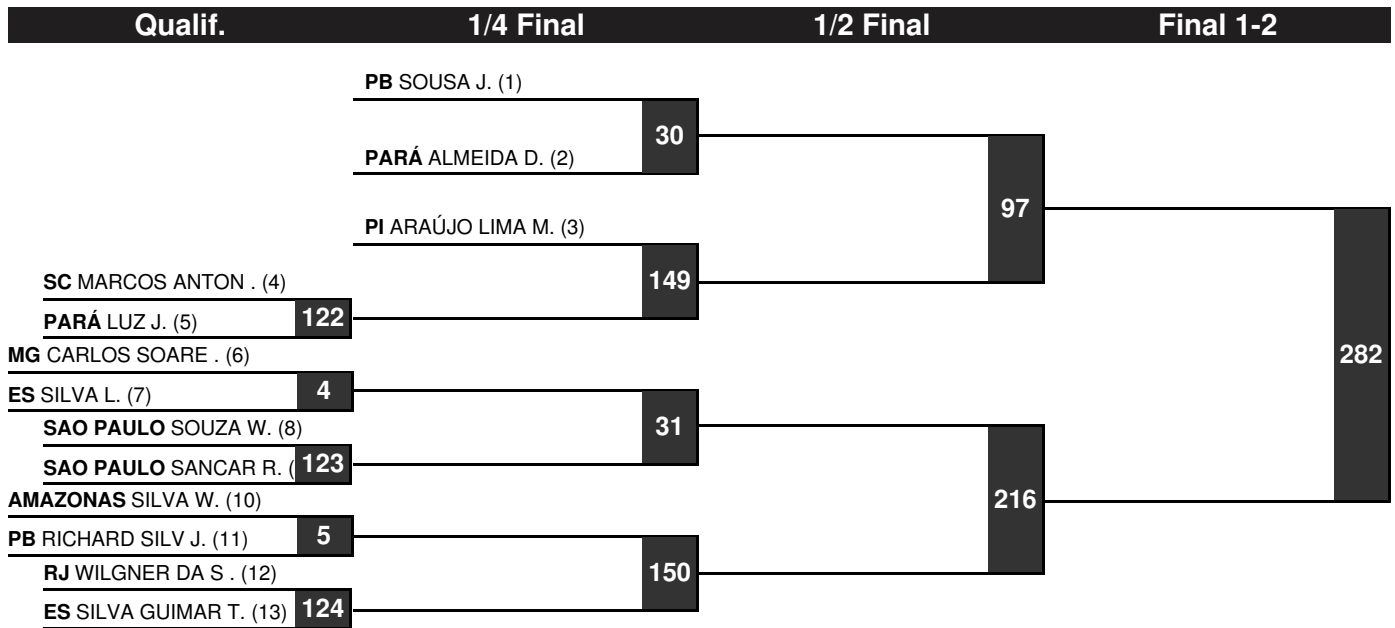 Qualif. 1/4 Final 1/2 Final Final 1-2
PB SOUSA J. (1)
30
PARÁ ALMEIDA D. (2)
97
PI ARAÚJO LIMA M. (3)
149
SC MARCOS ANTON . (4)
PARÁ LUZ J. (5) 122
MG CARLOS SOARE . (6)
282
ES SILVA L. (7) 4
SAO PAULO SOUZA W. (8)
31
SAO PAULO SANCAR R. ( 123
AMAZONAS SILVA W. (10)
216
PB RICHARD SILV J. (11) 5
RJ WILGNER DA S . (12)
150
ES SILVA GUIMAR T. (13) 124